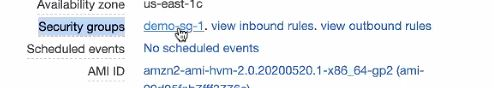 Availability zone us-east-1c
Security groups demo-sg-1. view inbound rules. view outbound rules
Scheduled events No scheduled events
AMI ID amzn2-ami-hvm-2.0.20200520.1-x86_64-gp2 (ami-